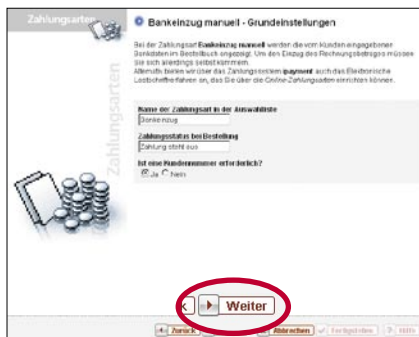 Zahlungsarten
Bankeinzug manuell - Grundeinstellungen
Bei der Zahlungsart Bankeinzug manuell werden die vom Kunden eingegebenen
Bankdaten im Bestellbuch angezeigt. Um den Einzug des Rechnungsbetrages müssen
Sie sich allerdings selbst kümmern.
Alternativ bieten wir über das Zahlungssystem ipayment auch das Elektronische
Lastschriftverfahren an, das Sie über die Online-Zahlungsarten einrichten können.
Zahlungsarten
Name der Zahlungsart in der Auswahlliste
Bankeinzug
Zahlungsstatus bei Bestellung
Zahlung steht aus
Ist eine Kundennummer erforderlich?
Ja Nein
Weiter
Zurück Abbrechen Fertigstellen Hilfe